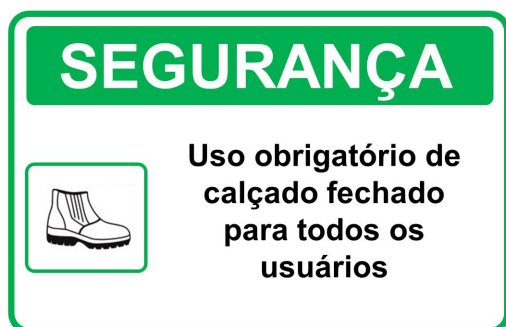 SEGURANÇA
Uso obrigatório de
calçado fechado
para todos os
usuários